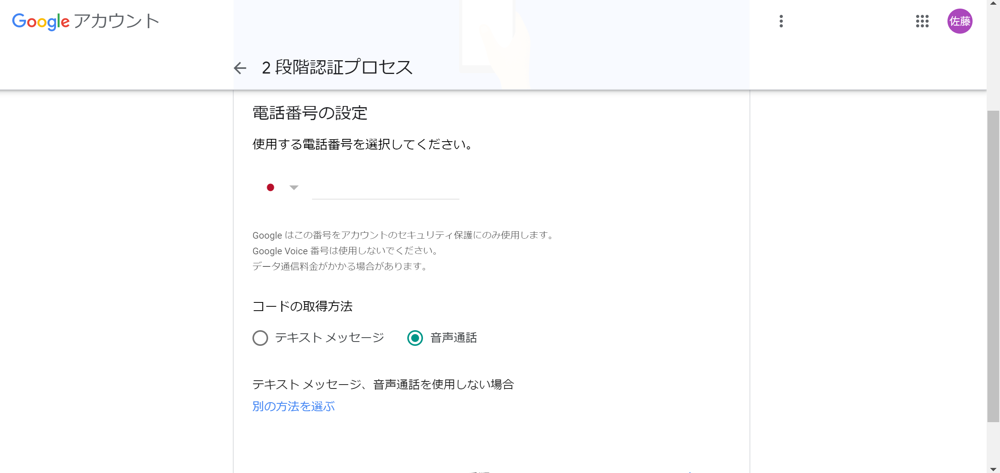 Google アカウント
佐藤
2 段階認証プロセス
電話番号の設定
使用する電話番号を選択してください。
Google はこの番号をアカウントのセキュリティ保護にのみ使用します。
Google Voice 番号は使用しないでください。
データ通信料金がかかる場合があります。
コードの取得方法
テキスト メッセージ
音声通話
テキスト メッセージ、音声通話を使用しない場合
別の方法を選ぶ